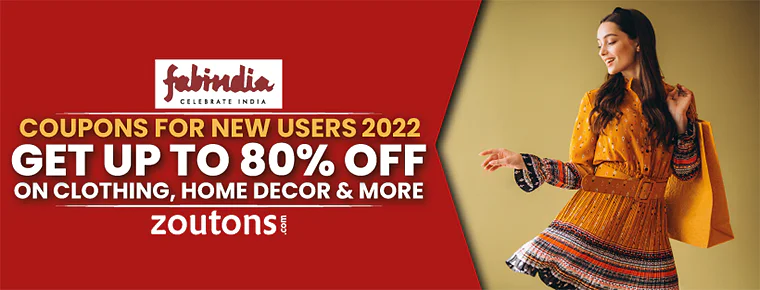 fabindia
CELEBRATE INDIA
COUPONS FOR NEW USERS 2022
GET UP TO 80% OFF
ON CLOTHING, HOME DECOR & MORE
zoutons.com